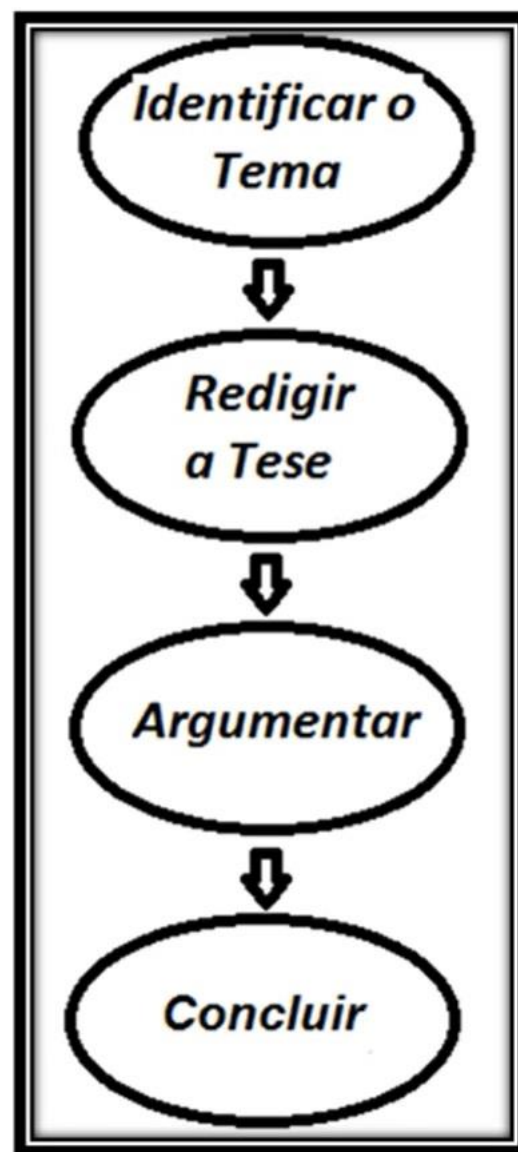 Identificar o
Tema
Redigir
a Tese
Argumentar
Concluir